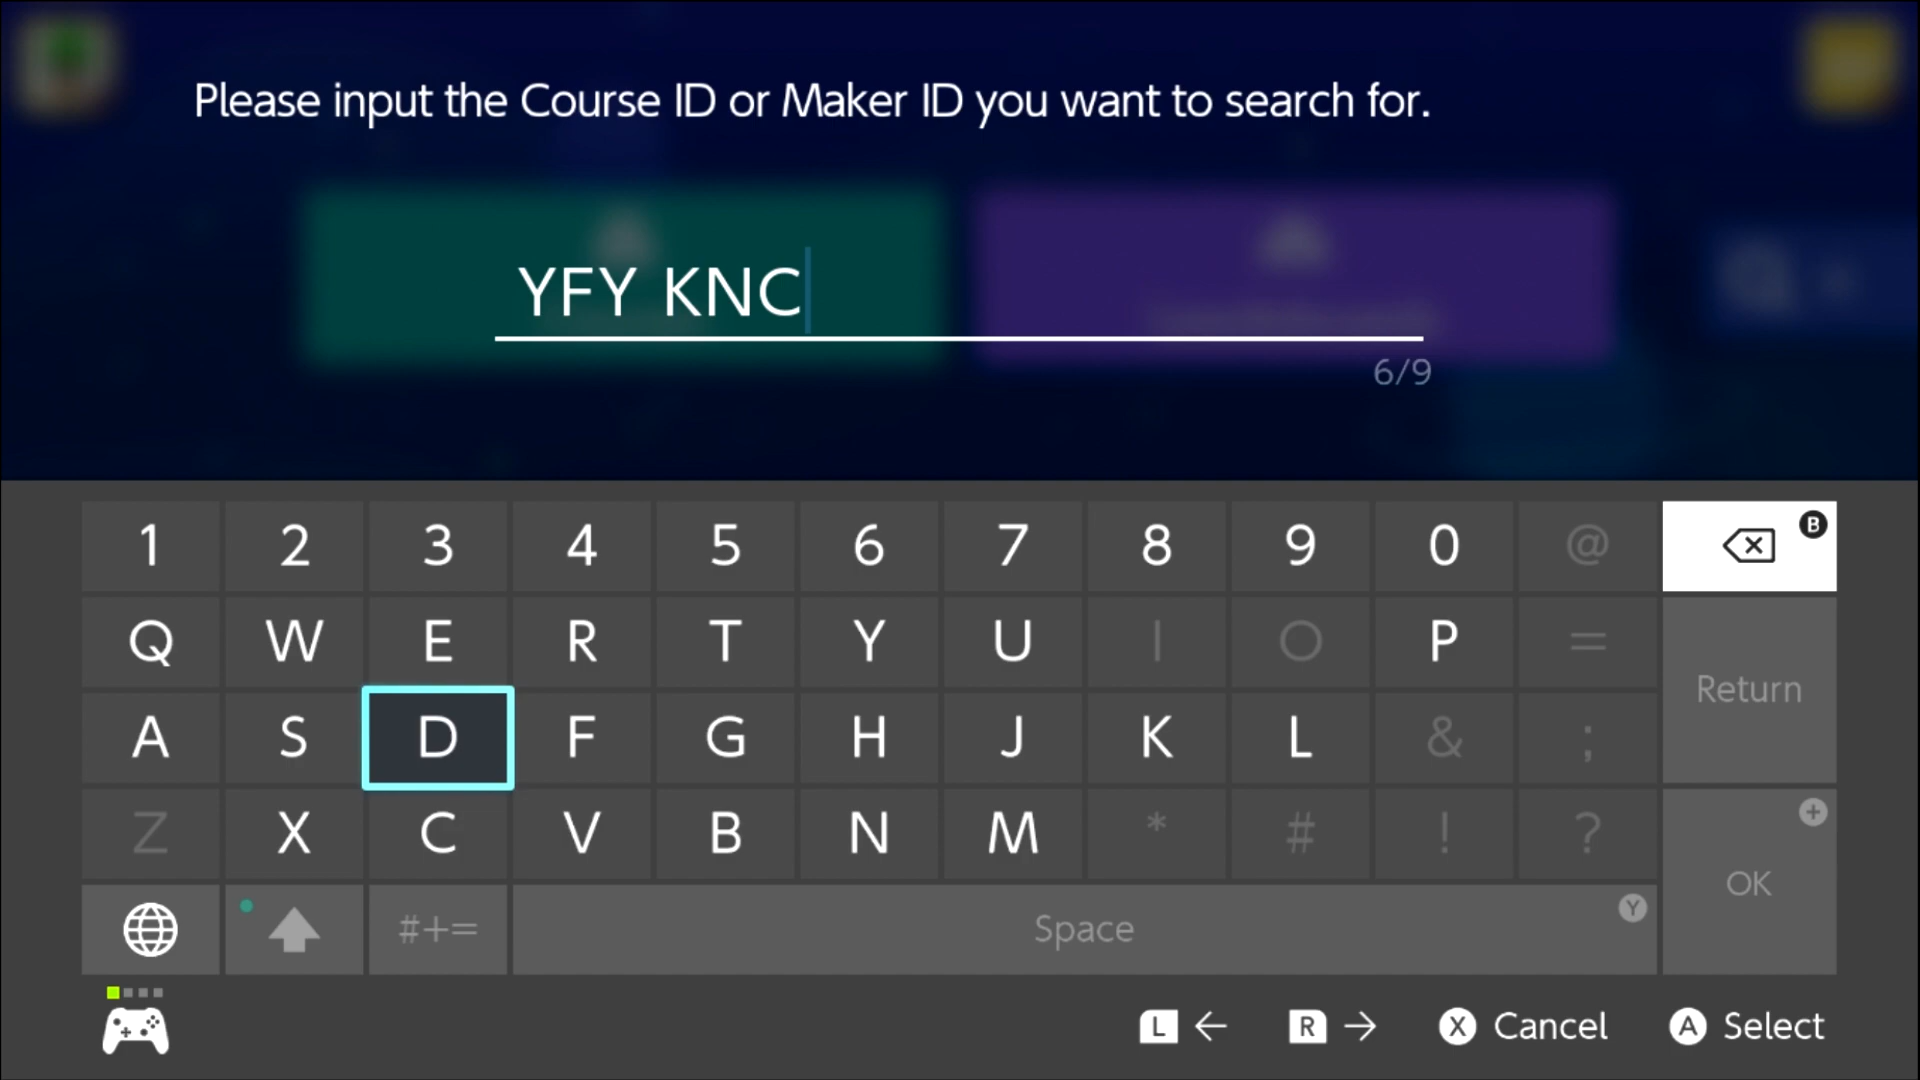 Please input the Course ID or Maker ID you want to search for.
YFY KNC
6/9
1 2 3 4 5 6 7 8 9 0 @ B
Q W E R T Y U I O P =
Return
A S D F G H J K L & ;
Z X C V B N M * # ! ?
OK
#+= Space Y
L ← R → X Cancel A Select